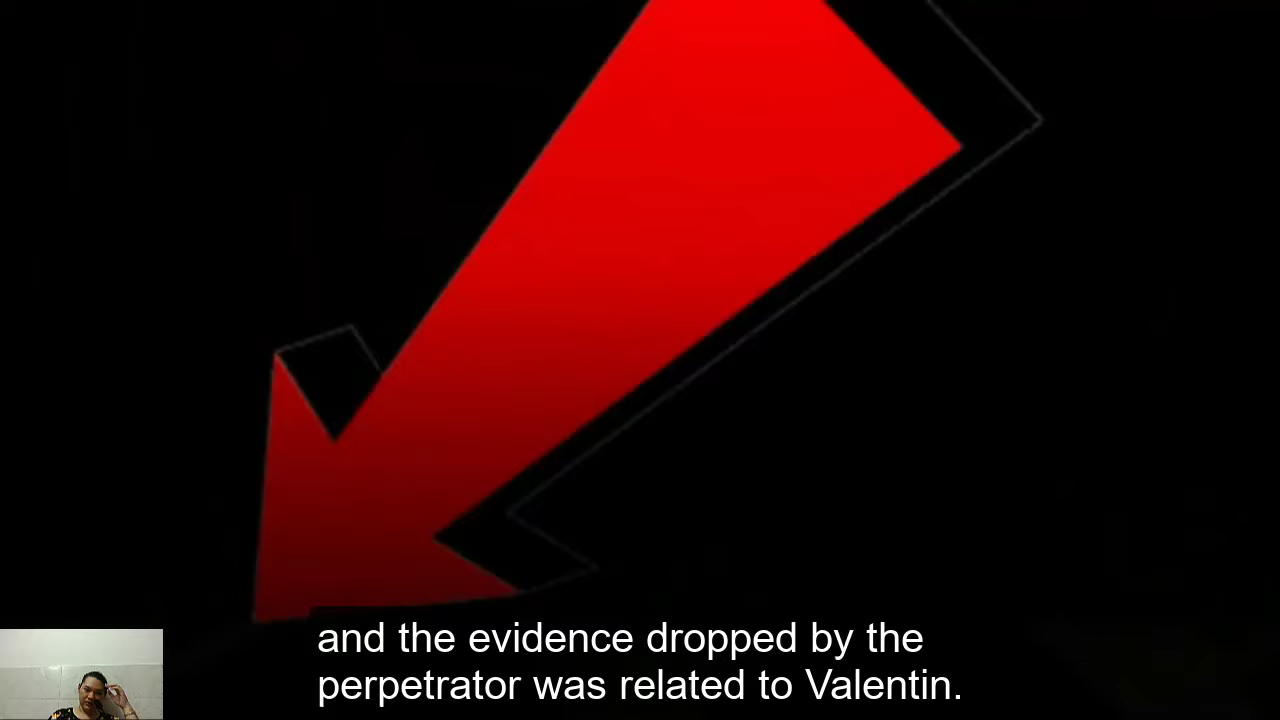 and the evidence dropped by the
perpetrator was related to Valentin.